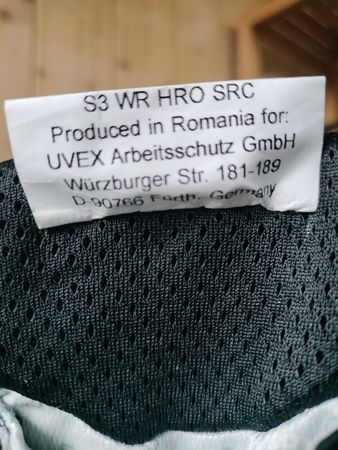 S3 WR HRO SRC
Produced in Romania for:
UVEX Arbeitsschutz GmbH
Würzburger Str. 181-189
D-90766 Fürth, Germany